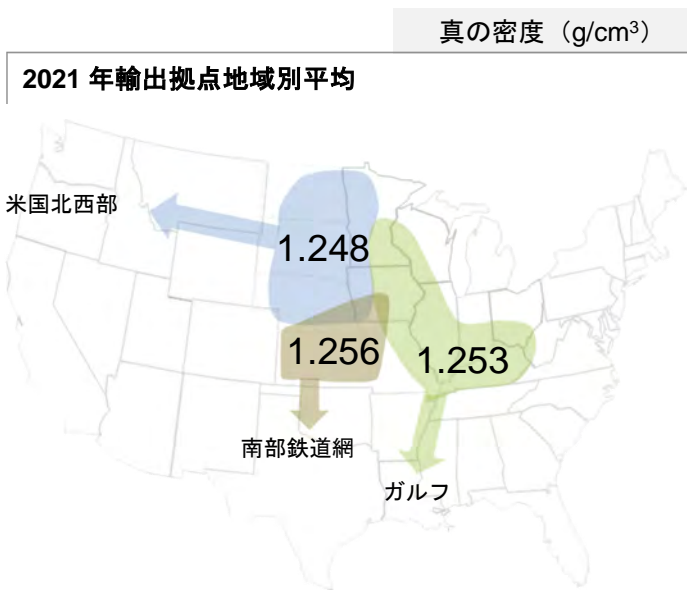 真の密度（g/cm³）
2021 年輸出拠点地域別平均
米国北西部
1.248
1.256
1.253
南部鉄道網
ガルフ